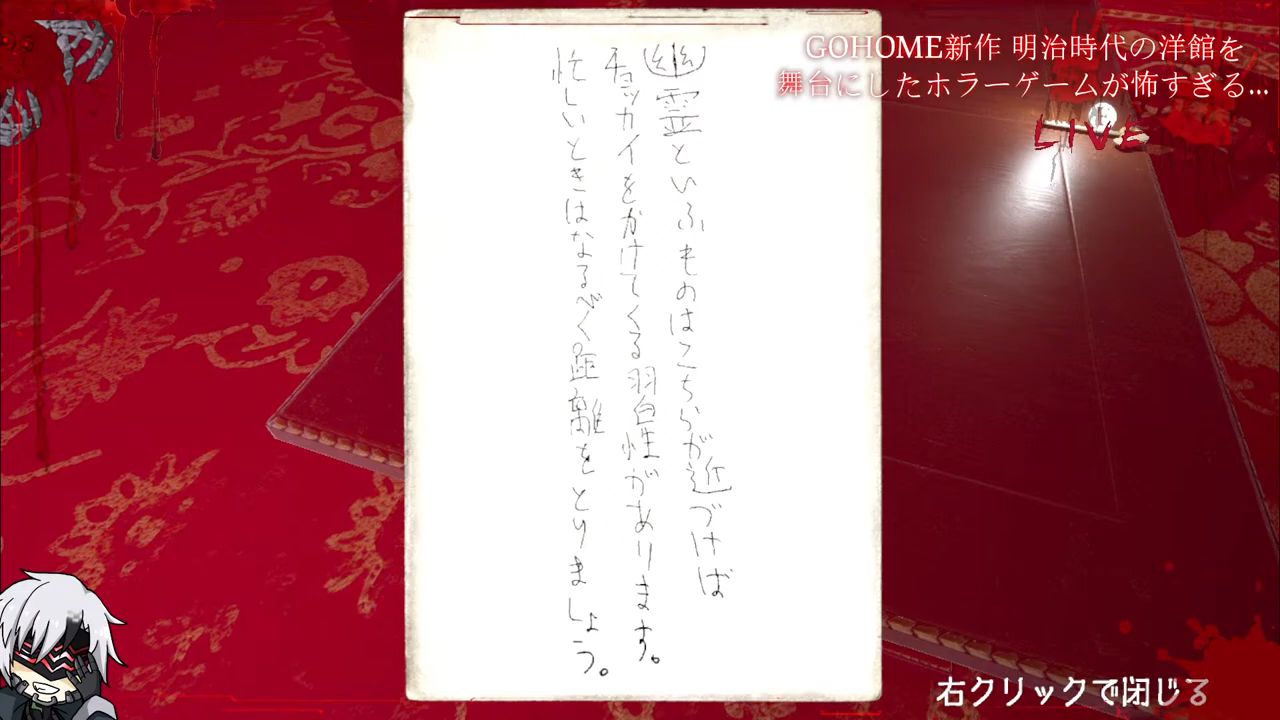 GOHOME新作 明治時代の洋館を
舞台にしたホラーゲームが怖すぎる...
LIVE
幽霊といふものはこちらが近づけば
チョッカイをかけてくる習性があります。
忙しいときはなるべく距離をとりましょう。
右クリックで閉じる